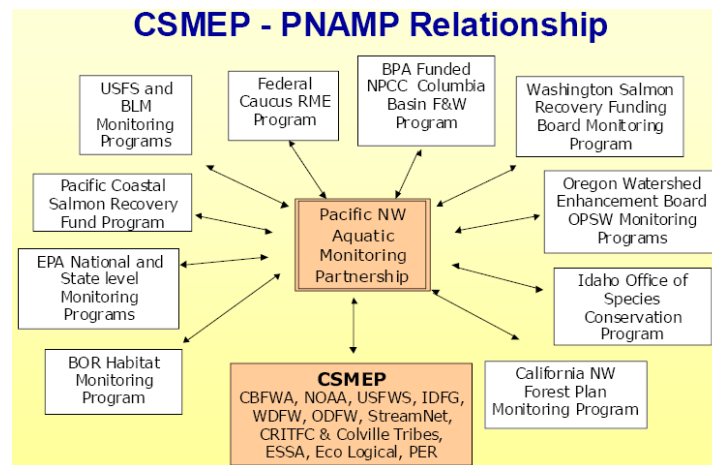 CSMEP - PNAMP Relationship
USFS and
BLM
Monitoring
Programs
Federal
Caucus RME
Program
BPA Funded
NPCC Columbia
Basin F&W
Program
Washington Salmon
Recovery Funding
Board Monitoring
Program
Pacific Coastal
Salmon Recovery
Fund Program
Pacific NW
Aquatic
Monitoring
Partnership
Oregon Watershed
Enhancement Board
OPSW Monitoring
Programs
EPA National and
State level
Monitoring
Programs
Idaho Office of
Species
Conservation
Program
BOR Habitat
Monitoring
Program
CSMEP
CBFWA, NOAA, USFWS, IDFG,
WDFW, ODFW, StreamNet,
CRITFC & Colville Tribes,
ESSA, Eco Logical, PER
California NW
Forest Plan
Monitoring Program